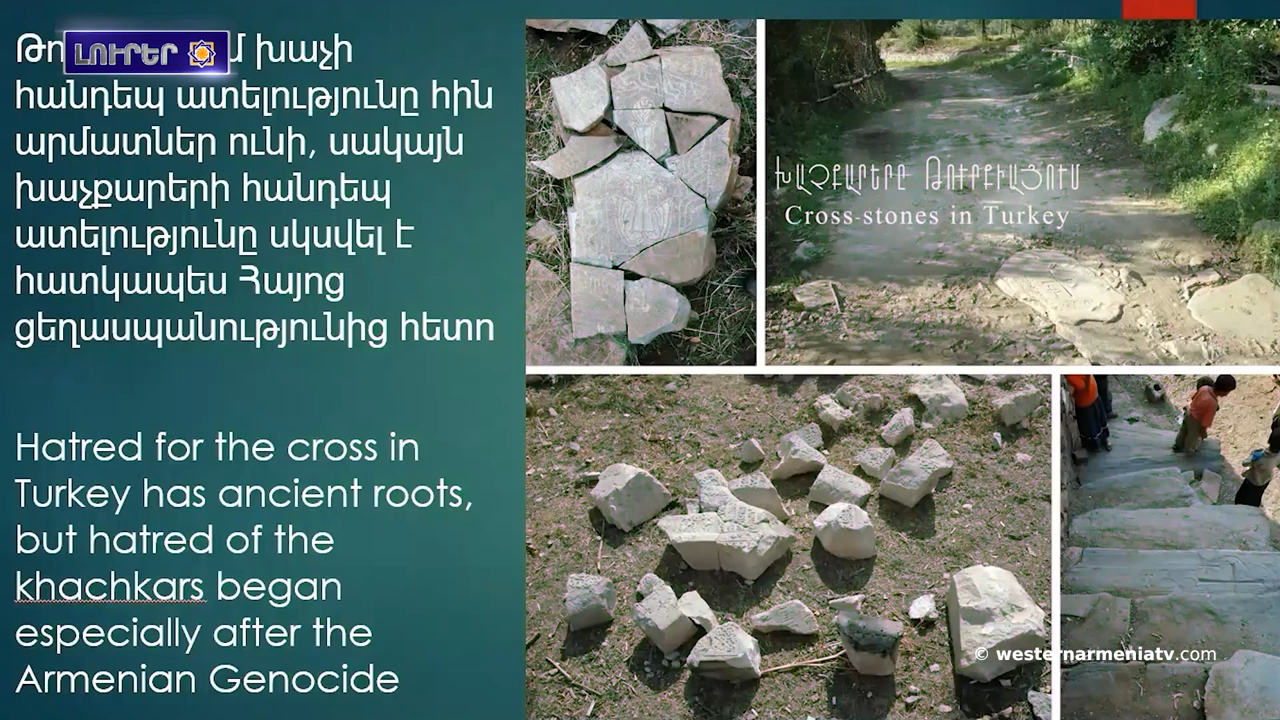 ԼՈՒՐԵՐ
խաչի
հանդեպ ատելությունը հին
արմատներ ունի, սակայն
խաչքարերի հանդեպ
ատելությունը սկսվել է
հատկապես Հայոց
ցեղասպանությունից հետո
Hatred for the cross in
Turkey has ancient roots,
but hatred of the
khachkars began
especially after the
Armenian Genocide
ԽԱՉՔԱՐԵՐԸ ԹՈՒՐՔԻԱՅՈՒՄ
Cross-stones in Turkey
© westernarmeniatv.com